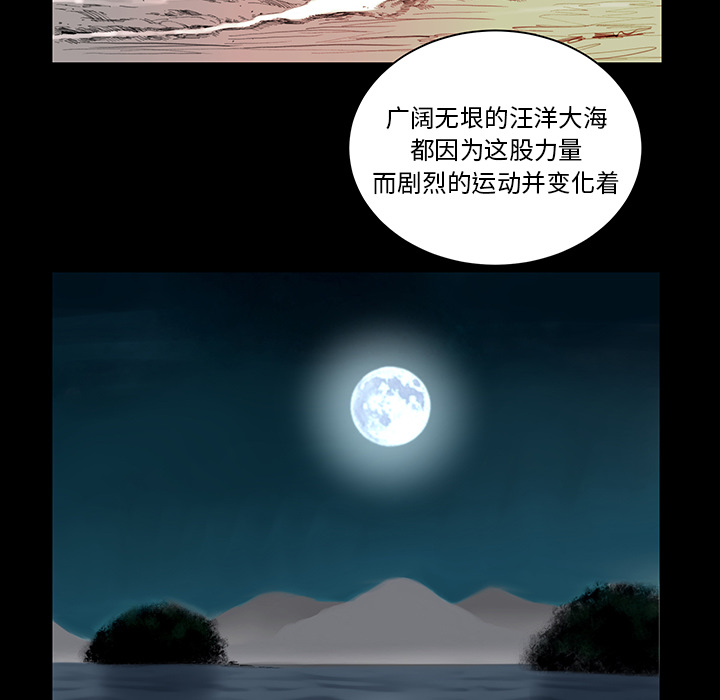 广阔无垠的汪洋大海
都因为这股力量
而剧烈的运动并变化着